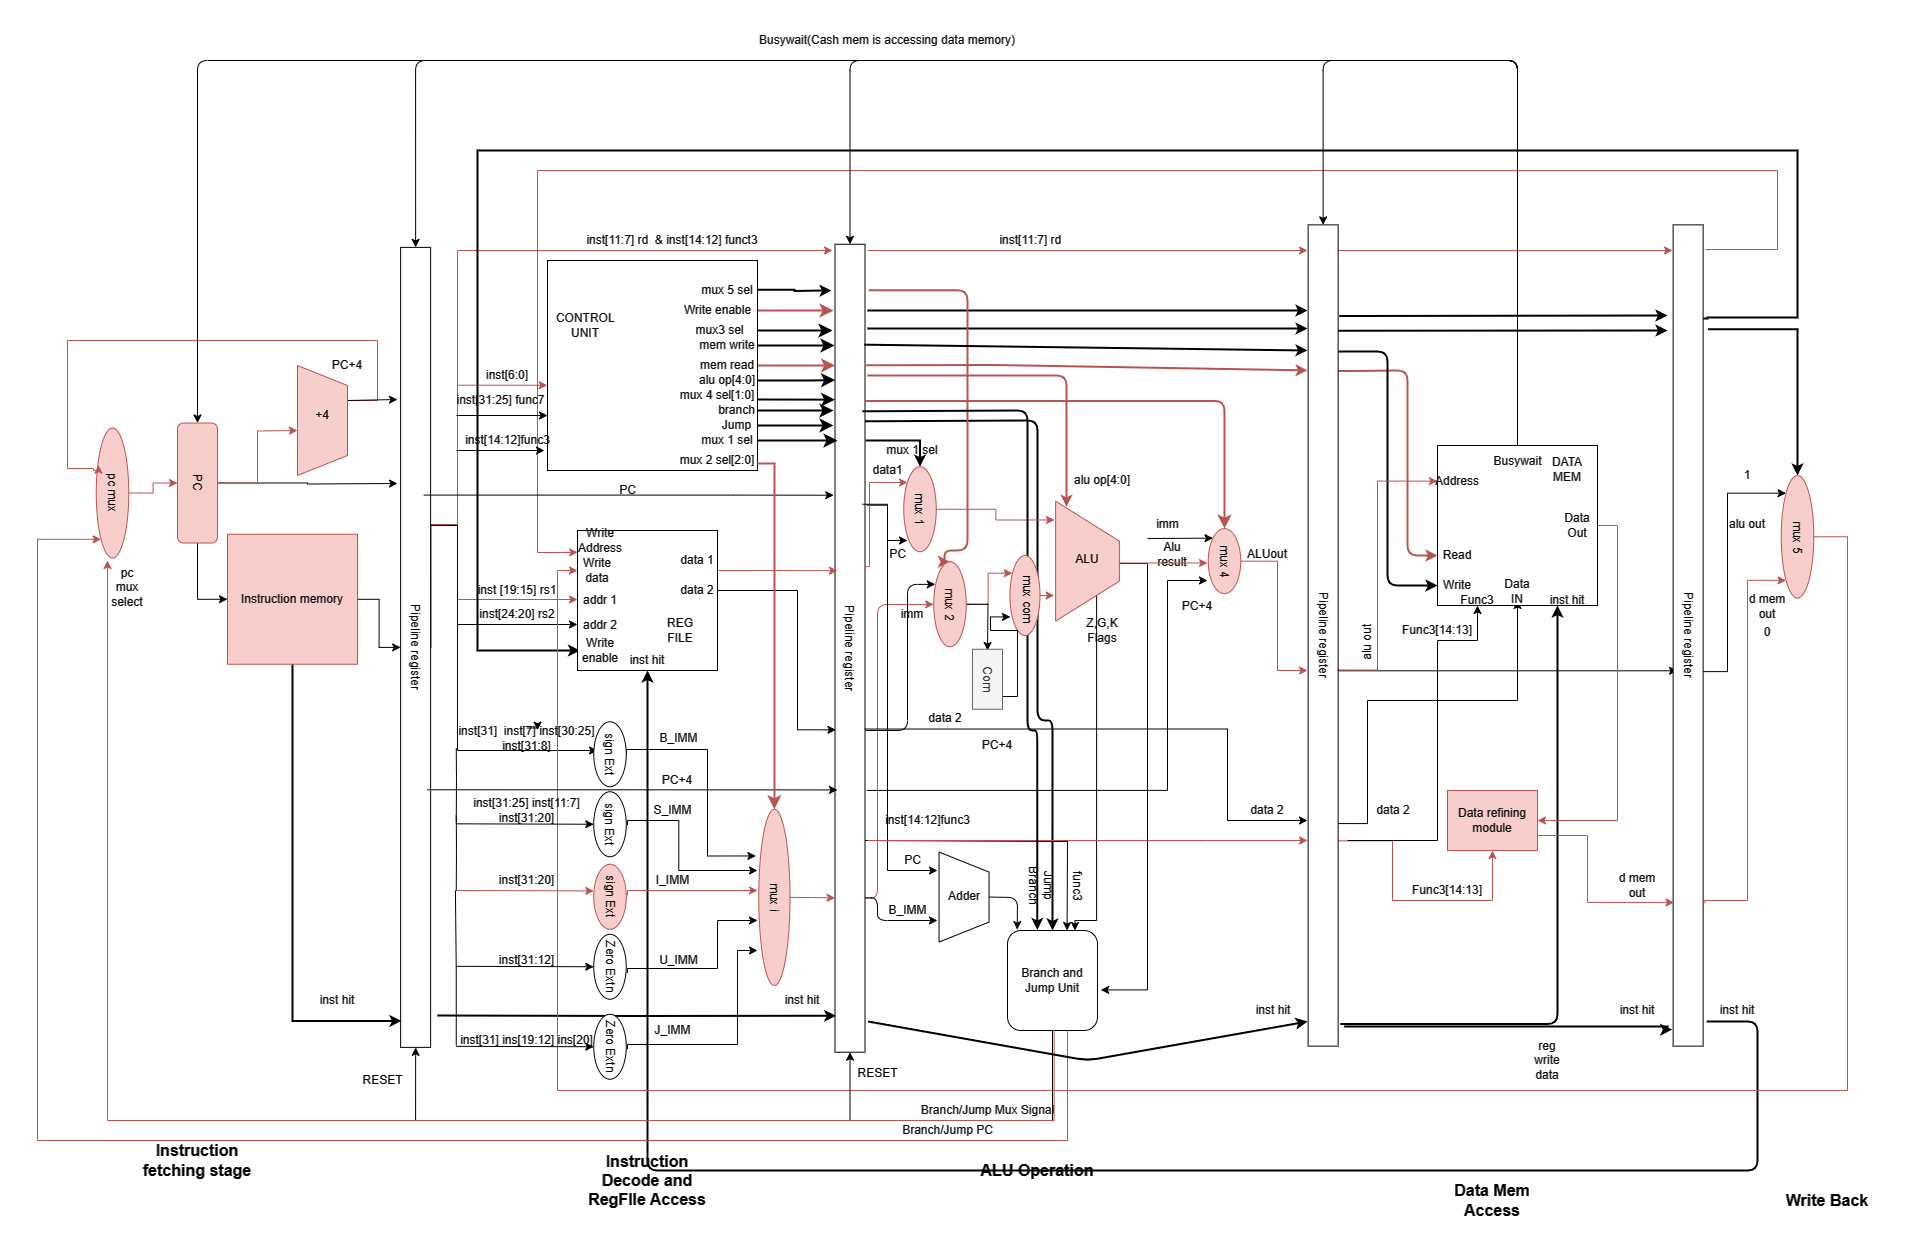 Busywait(Cash mem is accessing data memory)
inst[11:7] rd  & inst[14:12] funct3
inst[11:7] rd
CONTROL
UNIT
mux 5 sel
Write enable
mux3 sel
mem write
mem read
alu op[4:0]
mux 4 sel[1:0]
branch
Jump
mux 1 sel
mux 2 sel[2:0]
inst[6:0]
inst[31:25] func7
inst[14:12]func3
PC+4
+4
pc mux
PC
pc
mux
select
Instruction memory
inst hit
RESET
Pipeline register
PC
Write
Address
Write
data
addr 1
addr 2
Write
enable
data 1
data 2
REG
FILE
inst hit
inst [19:15] rs1
inst[24:20] rs2
inst[31]  inst[7] inst[30:25]
inst[31:8]
sign Ext
B_IMM
PC+4
inst[31:25] inst[11:7]
inst[31:20]
sign Ext
S_IMM
inst[31:20]
sign Ext
I_IMM
inst[31:12]
Zero Extn
U_IMM
inst[31] ins[19:12] ins[20]
Zero Extn
J_IMM
mux i
inst hit
Pipeline register
RESET
mux 1 sel
data1
mux 1
PC
imm
mux 2
mux com
Com
alu op[4:0]
ALU
Z,G,K
Flags
imm
Alu
result
mux 4
PC+4
ALUout
data 2
PC+4
inst[14:12]func3
PC
B_IMM
Adder
Branch
Jump
func3
Branch and
Jump Unit
data 2
inst hit
Branch/Jump Mux Signal
Branch/Jump PC
Pipeline register
alu out
Busywait
DATA
MEM
Address
Data
Out
Read
Write
Func3
Data
IN
inst hit
Func3[14:13]
data 2
Data refining
module
Func3[14:13]
d mem
out
inst hit
reg
write
data
Pipeline register
1
alu out
mux 5
d mem
out
0
inst hit
Instruction
fetching stage
Instruction
Decode and
RegFIle Access
ALU Operation
Data Mem
Access
Write Back